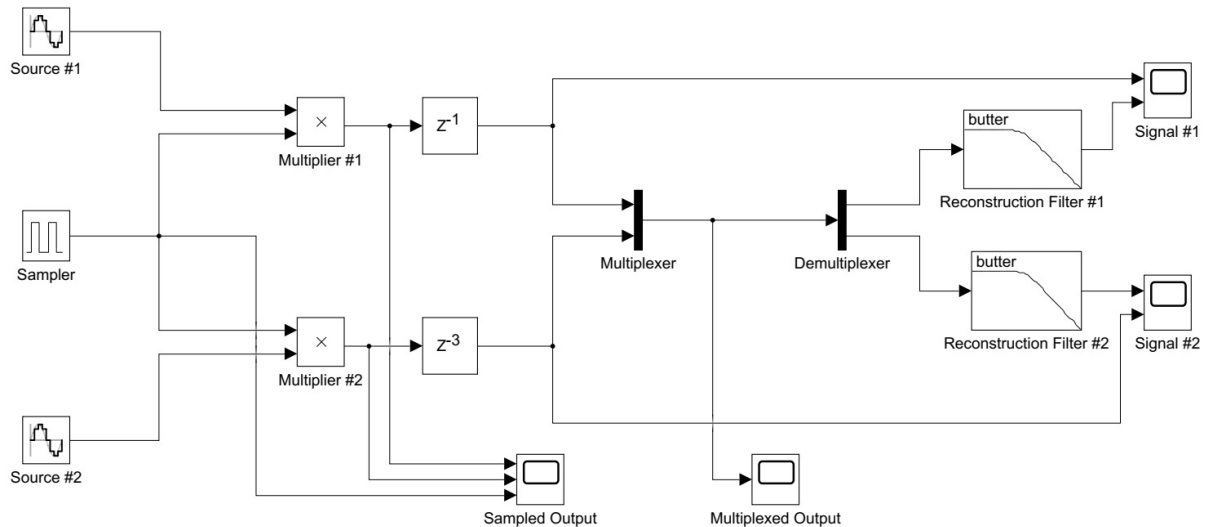 Source #1
×
Multiplier #1
Z-1
Signal #1
butter
Reconstruction Filter #1
Sampler
Multiplexer
Demultiplexer
butter
Reconstruction Filter #2
Signal #2
×
Multiplier #2
Z-3
Source #2
Sampled Output
Multiplexed Output